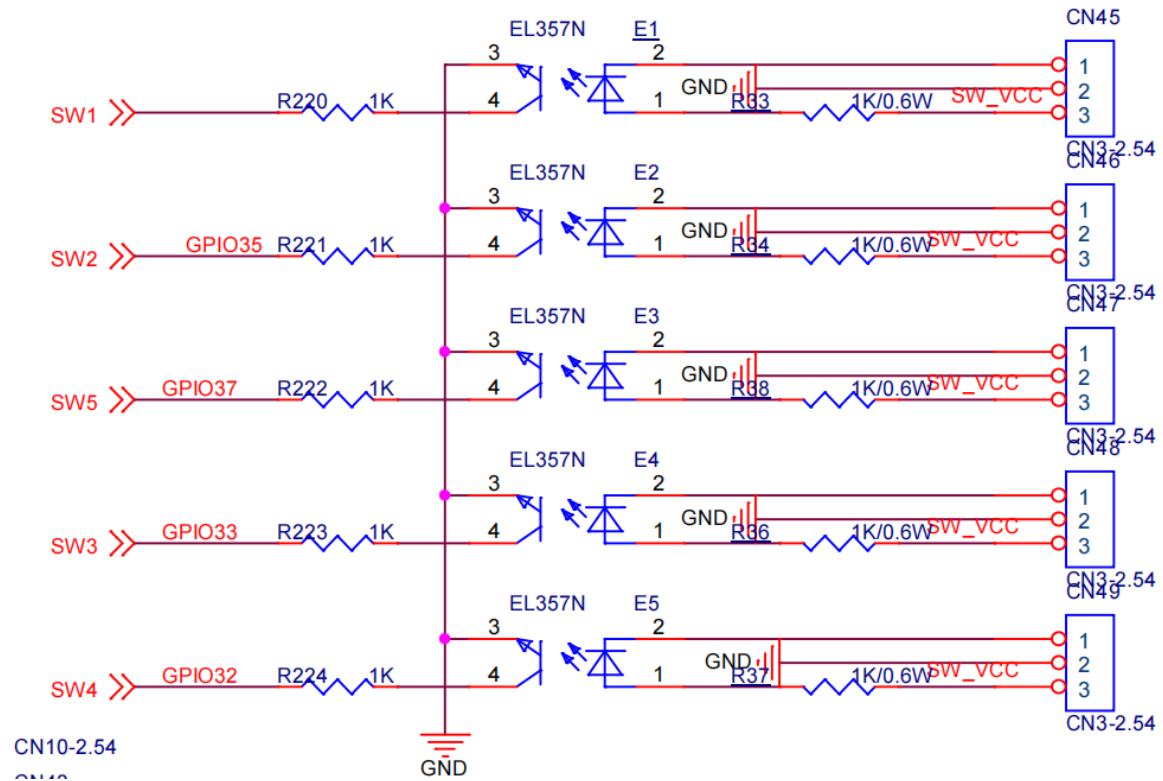 CN45
EL357N E1
3 2 1
GND 2
SW1 R220 1K 4 1 R33 1K/0.6W SW_VCC 3
CN3-2.54
CN46
EL357N E2
3 2 1
GND 2
SW2 GPIO35 R221 1K 4 1 R34 1K/0.6W SW_VCC 3
CN3-2.54
CN47
EL357N E3
3 2 1
GND 2
SW5 GPIO37 R222 1K 4 1 R38 1K/0.6W SW_VCC 3
CN3-2.54
CN48
EL357N E4
3 2 1
GND 2
SW3 GPIO33 R223 1K 4 1 R36 1K/0.6W SW_VCC 3
CN3-2.54
CN49
EL357N E5
3 2 1
GND 2
SW4 GPIO32 R224 1K 4 1 R37 1K/0.6W SW_VCC 3
CN3-2.54
CN10-2.54
GND